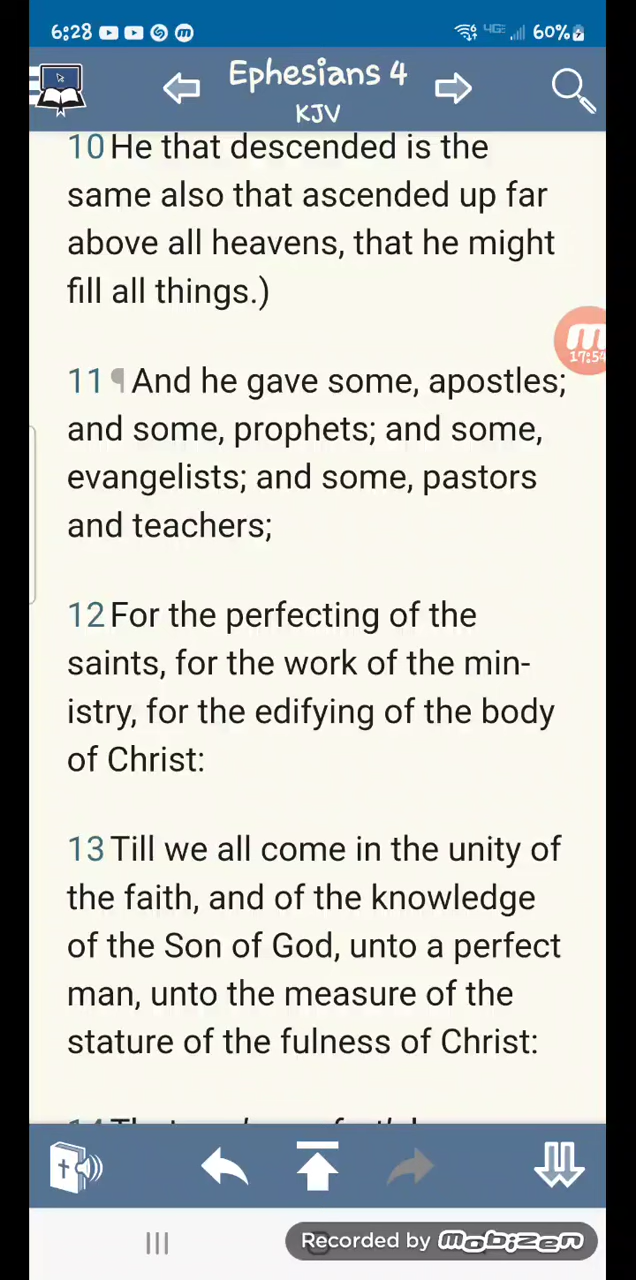 6:28
4G 60%
Ephesians 4
KJV
10 He that descended is the
same also that ascended up far
above all heavens, that he might
fill all things.)
17:54
11 ¶ And he gave some, apostles;
and some, prophets; and some,
evangelists; and some, pastors
and teachers;
12 For the perfecting of the
saints, for the work of the min-
istry, for the edifying of the body
of Christ:
13 Till we all come in the unity of
the faith, and of the knowledge
of the Son of God, unto a perfect
man, unto the measure of the
stature of the fulness of Christ:
Recorded by mobizen